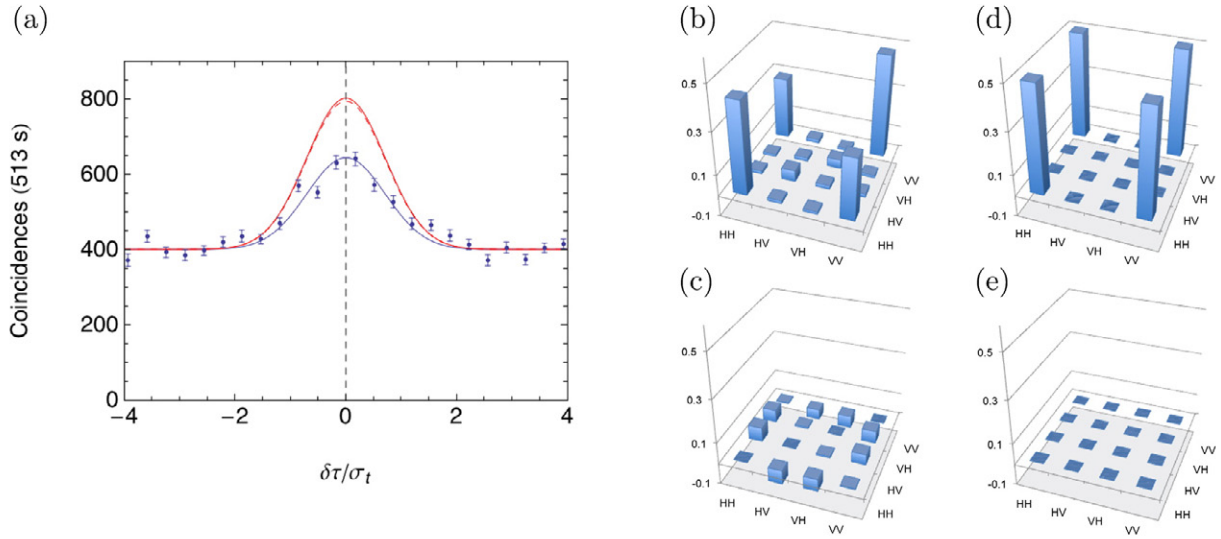 (a)
Coincidences (513 s)
800
600
400
200
0
−4
−2
0
2
4
δτ/σt
(b)
0.5
0.3
0.1
-0.1
HH
HV
VH
VV
HH
HV
VH
VV
(d)
0.5
0.3
0.1
-0.1
HH
HV
VH
VV
HH
HV
VH
VV
(c)
0.5
0.3
0.1
-0.1
HH
HV
VH
VV
HH
HV
VH
VV
(e)
0.5
0.3
0.1
-0.1
HH
HV
VH
VV
HH
HV
VH
VV